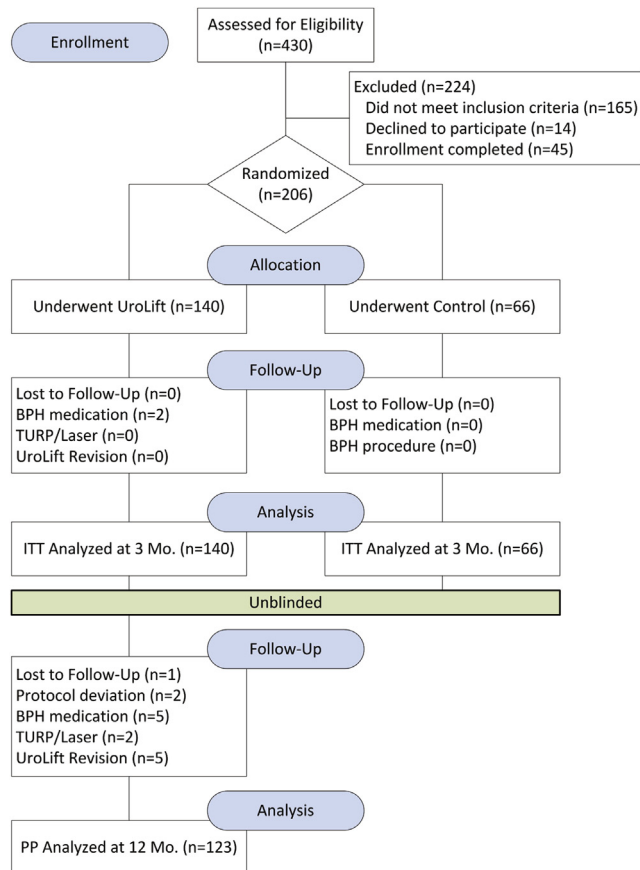 Enrollment
Assessed for Eligibility
(n=430)
Excluded (n=224)
Did not meet inclusion criteria (n=165)
Declined to participate (n=14)
Enrollment completed (n=45)
Randomized
(n=206)
Allocation
Underwent UroLift (n=140)
Underwent Control (n=66)
Follow-Up
Lost to Follow-Up (n=0)
BPH medication (n=2)
TURP/Laser (n=0)
UroLift Revision (n=0)
Lost to Follow-Up (n=0)
BPH medication (n=0)
BPH procedure (n=0)
Analysis
ITT Analyzed at 3 Mo. (n=140)
ITT Analyzed at 3 Mo. (n=66)
Unblinded
Follow-Up
Lost to Follow-Up (n=1)
Protocol deviation (n=2)
BPH medication (n=5)
TURP/Laser (n=2)
UroLift Revision (n=5)
Analysis
PP Analyzed at 12 Mo. (n=123)